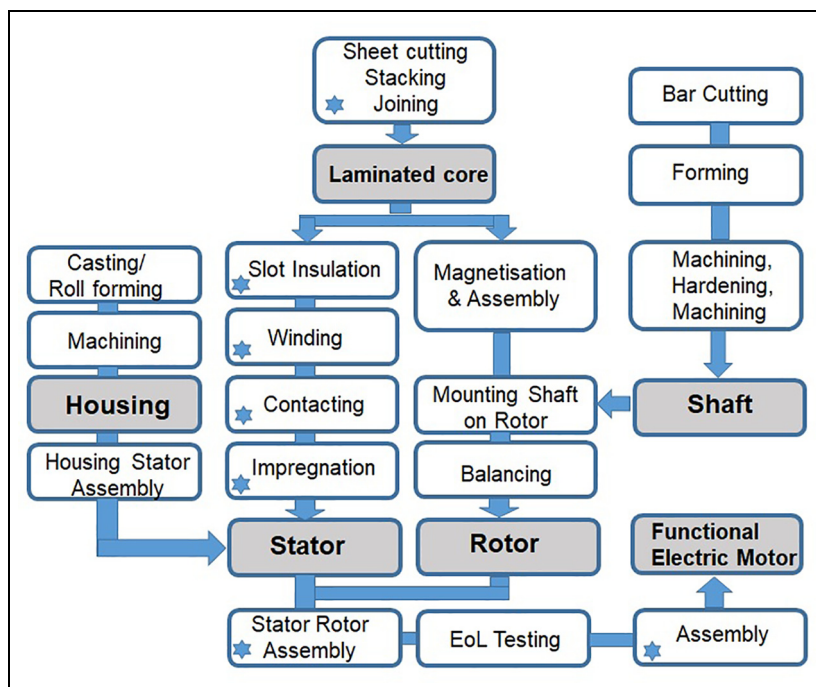 Sheet cutting
Stacking
Joining
Bar Cutting
Laminated core
Forming
Casting/
Roll forming
Slot Insulation
Magnetisation
& Assembly
Machining,
Hardening,
Machining
Machining
Winding
Housing
Contacting
Mounting Shaft
on Rotor
Shaft
Housing Stator
Assembly
Impregnation
Balancing
Stator
Rotor
Functional
Electric Motor
Stator Rotor
Assembly
EoL Testing
Assembly